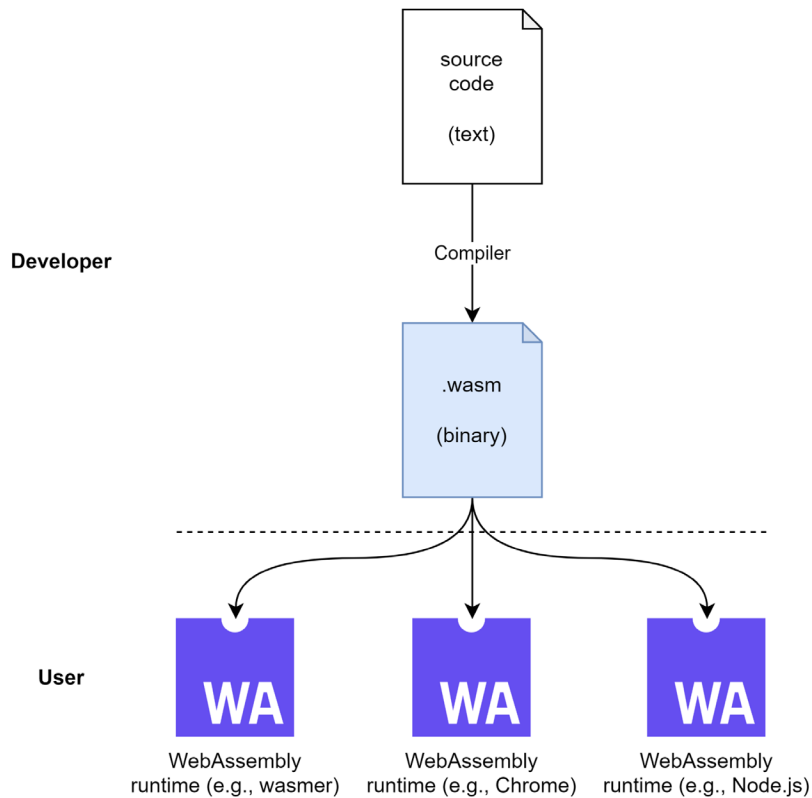 source
code
(text)
Developer
Compiler
.wasm
(binary)
User
WA
WA
WA
WebAssembly
runtime (e.g., wasmer)
WebAssembly
runtime (e.g., Chrome)
WebAssembly
runtime (e.g., Node.js)